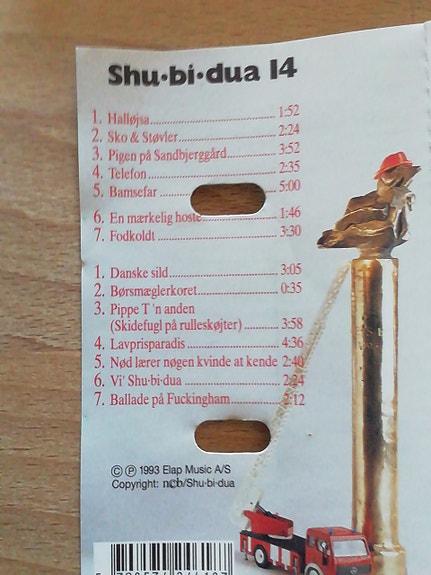 Shu·bi·dua 14
1. Halløjsa 1:52
2. Sko & Støvler 2:24
3. Pigen på Sandbjerggård 3:52
4. Telefon 2:35
5. Bamsefar 5:00
6. En mærkelig hoste 1:46
7. Fodkoldt 3:30
1. Danske sild 3:05
2. Børsmæglerkoret 0:35
3. Pippe T 'n anden
(Skidefugl på rulleskøjter) 3:58
4. Lavprisparadis 4:36
5. Nød lærer nøgen kvinde at kende 2:40
6. Vi' Shu·bi·dua 2:24
7. Ballade på Fuckingham 2:12
© ℗ 1993 Elap Music A/S
Copyright: ncb/Shu-bi-dua